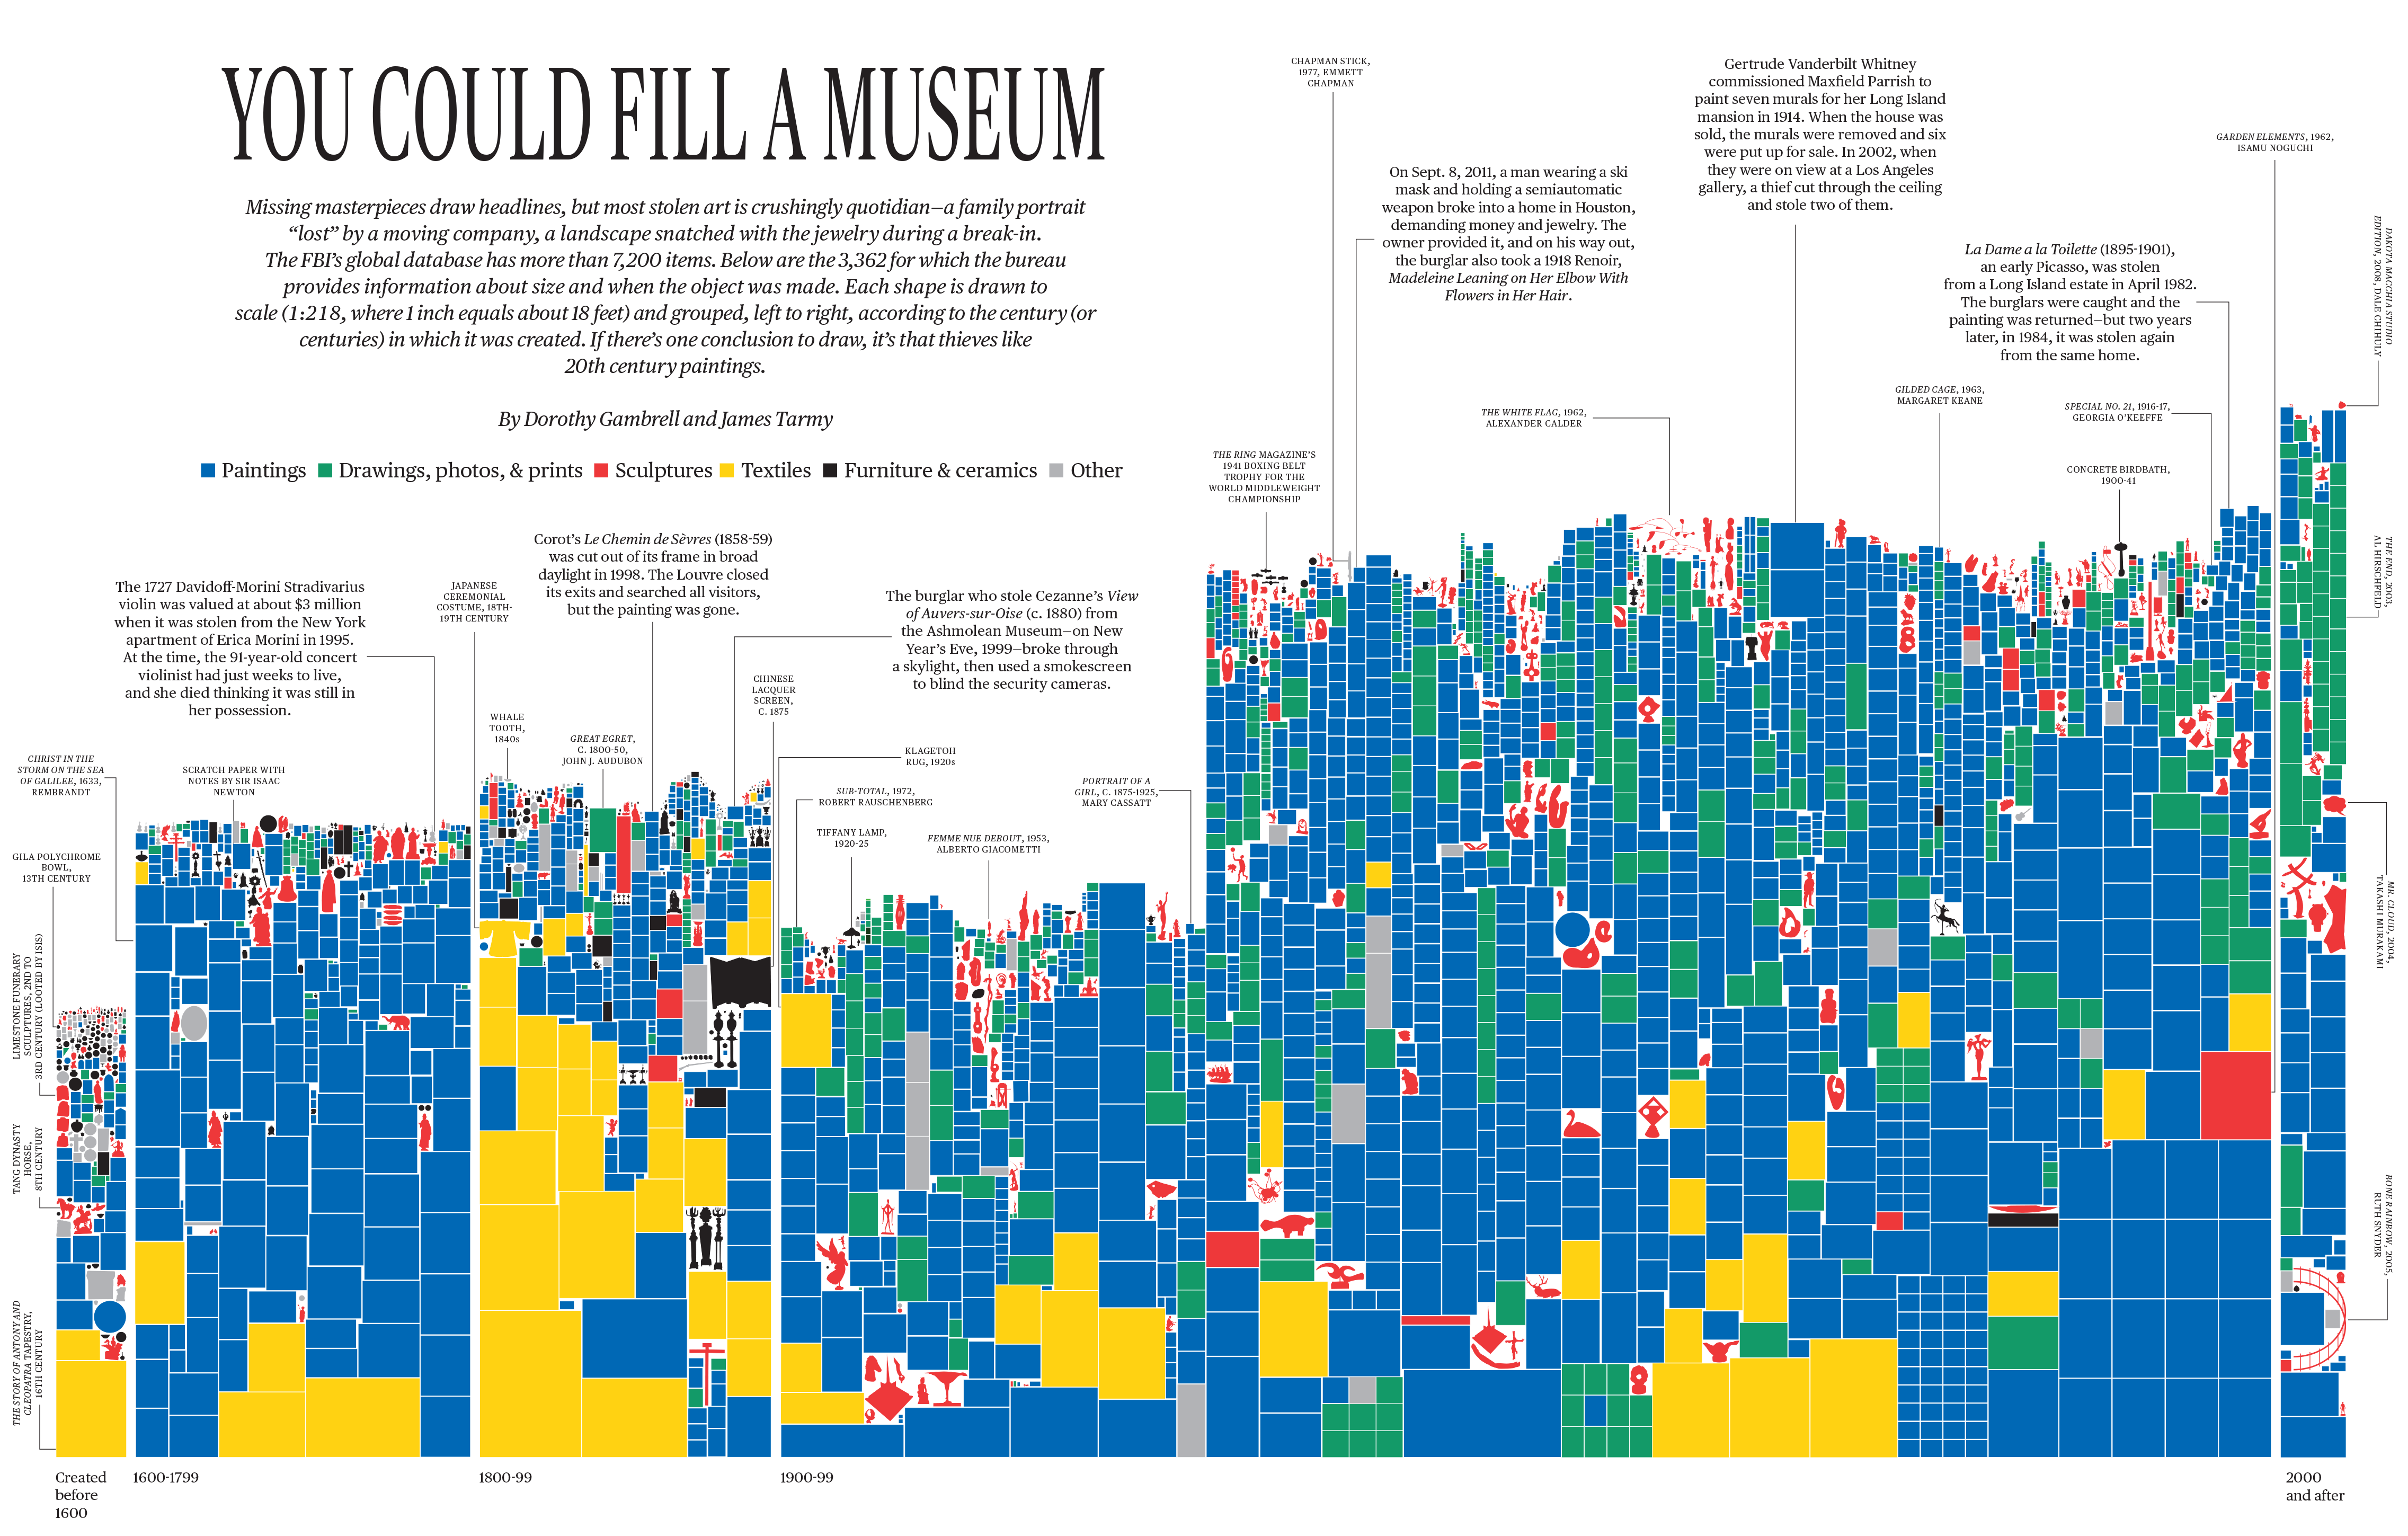 YOU COULD FILL A MUSEUM
Missing masterpieces draw headlines, but most stolen art is crushingly quotidian—a family portrait
“lost” by a moving company, a landscape snatched with the jewelry during a break-in.
The FBI’s global database has more than 7,200 items. Below are the 3,362 for which the bureau
provides information about size and when the object was made. Each shape is drawn to
scale (1:218, where 1 inch equals about 18 feet) and grouped, left to right, according to the century (or
centuries) in which it was created. If there’s one conclusion to draw, it’s that thieves like
20th century paintings.
By Dorothy Gambrell and James Tarmy
Paintings
Drawings, photos, & prints
Sculptures
Textiles
Furniture & ceramics
Other
GILA POLYCHROME
BOWL,
13TH CENTURY
LIMESTONE FUNERARY
SCULPTURES, 2ND TO
3RD CENTURY (LOOTED BY ISIS)
TANG DYNASTY
HORSE,
8TH CENTURY
THE STORY OF ANTONY AND
CLEOPATRA TAPESTRY,
16TH CENTURY
CHRIST IN THE
STORM ON THE SEA
OF GALILEE, 1633,
REMBRANDT
SCRATCH PAPER WITH
NOTES BY SIR ISAAC
NEWTON
The 1727 Davidoff-Morini Stradivarius
violin was valued at about $3 million
when it was stolen from the New York
apartment of Erica Morini in 1995.
At the time, the 91-year-old concert
violinist had just weeks to live,
and she died thinking it was still in
her possession.
JAPANESE
CEREMONIAL
COSTUME, 18TH-
19TH CENTURY
WHALE
TOOTH,
1840s
Corot’s Le Chemin de Sèvres (1858-59)
was cut out of its frame in broad
daylight in 1998. The Louvre closed
its exits and searched all visitors,
but the painting was gone.
GREAT EGRET,
C. 1800-50,
JOHN J. AUDUBON
The burglar who stole Cezanne’s View
of Auvers-sur-Oise (c. 1880) from
the Ashmolean Museum—on New
Year’s Eve, 1999—broke through
a skylight, then used a smokescreen
to blind the security cameras.
CHINESE
LACQUER
SCREEN,
C. 1875
KLAGETOH
RUG, 1920s
SUB-TOTAL, 1972,
ROBERT RAUSCHENBERG
TIFFANY LAMP,
1920-25
FEMME NUE DEBOUT, 1953,
ALBERTO GIACOMETTI
PORTRAIT OF A
GIRL, C. 1875-1925,
MARY CASSATT
THE RING MAGAZINE’S
1941 BOXING BELT
TROPHY FOR THE
WORLD MIDDLEWEIGHT
CHAMPIONSHIP
CHAPMAN STICK,
1977, EMMETT
CHAPMAN
On Sept. 8, 2011, a man wearing a ski
mask and holding a semiautomatic
weapon broke into a home in Houston,
demanding money and jewelry. The
owner provided it, and on his way out,
the burglar also took a 1918 Renoir,
Madeleine Leaning on Her Elbow With
Flowers in Her Hair.
THE WHITE FLAG, 1962,
ALEXANDER CALDER
Gertrude Vanderbilt Whitney
commissioned Maxfield Parrish to
paint seven murals for her Long Island
mansion in 1914. When the house was
sold, the murals were removed and six
were put up for sale. In 2002, when
they were on view at a Los Angeles
gallery, a thief cut through the ceiling
and stole two of them.
La Dame a la Toilette (1895-1901),
an early Picasso, was stolen
from a Long Island estate in April 1982.
The burglars were caught and the
painting was returned—but two years
later, in 1984, it was stolen again
from the same home.
GILDED CAGE, 1963,
MARGARET KEANE
SPECIAL NO. 21, 1916-17,
GEORGIA O’KEEFFE
CONCRETE BIRDBATH,
1900-41
GARDEN ELEMENTS, 1962,
ISAMU NOGUCHI
DAKOTA MACCHIA STUDIO
EDITION, 2008, DALE CHIHULY
THE END, 2003,
AL HIRSCHFELD
MR. CLOUD, 2004,
TAKASHI MURAKAMI
BONE RAINBOW, 2005,
RUTH SNYDER
Created
before
1600
1600-1799
1800-99
1900-99
2000
and after